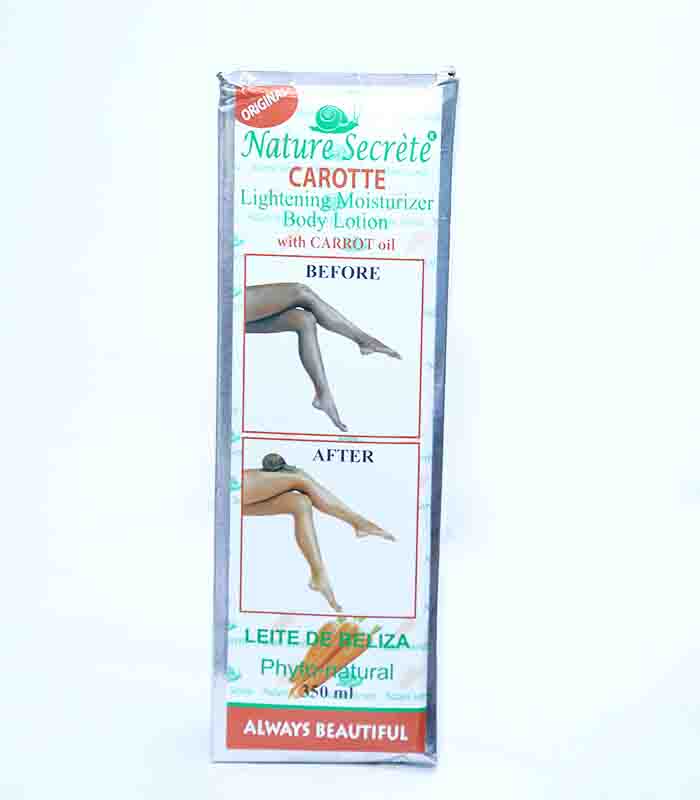 ORIGINAL
Nature Secrète
CAROTTE
Lightening Moisturizer
Body Lotion
with CARROT oil
BEFORE
AFTER
LEITE DE BELIZA
Phyto-natural
350 ml
ALWAYS BEAUTIFUL